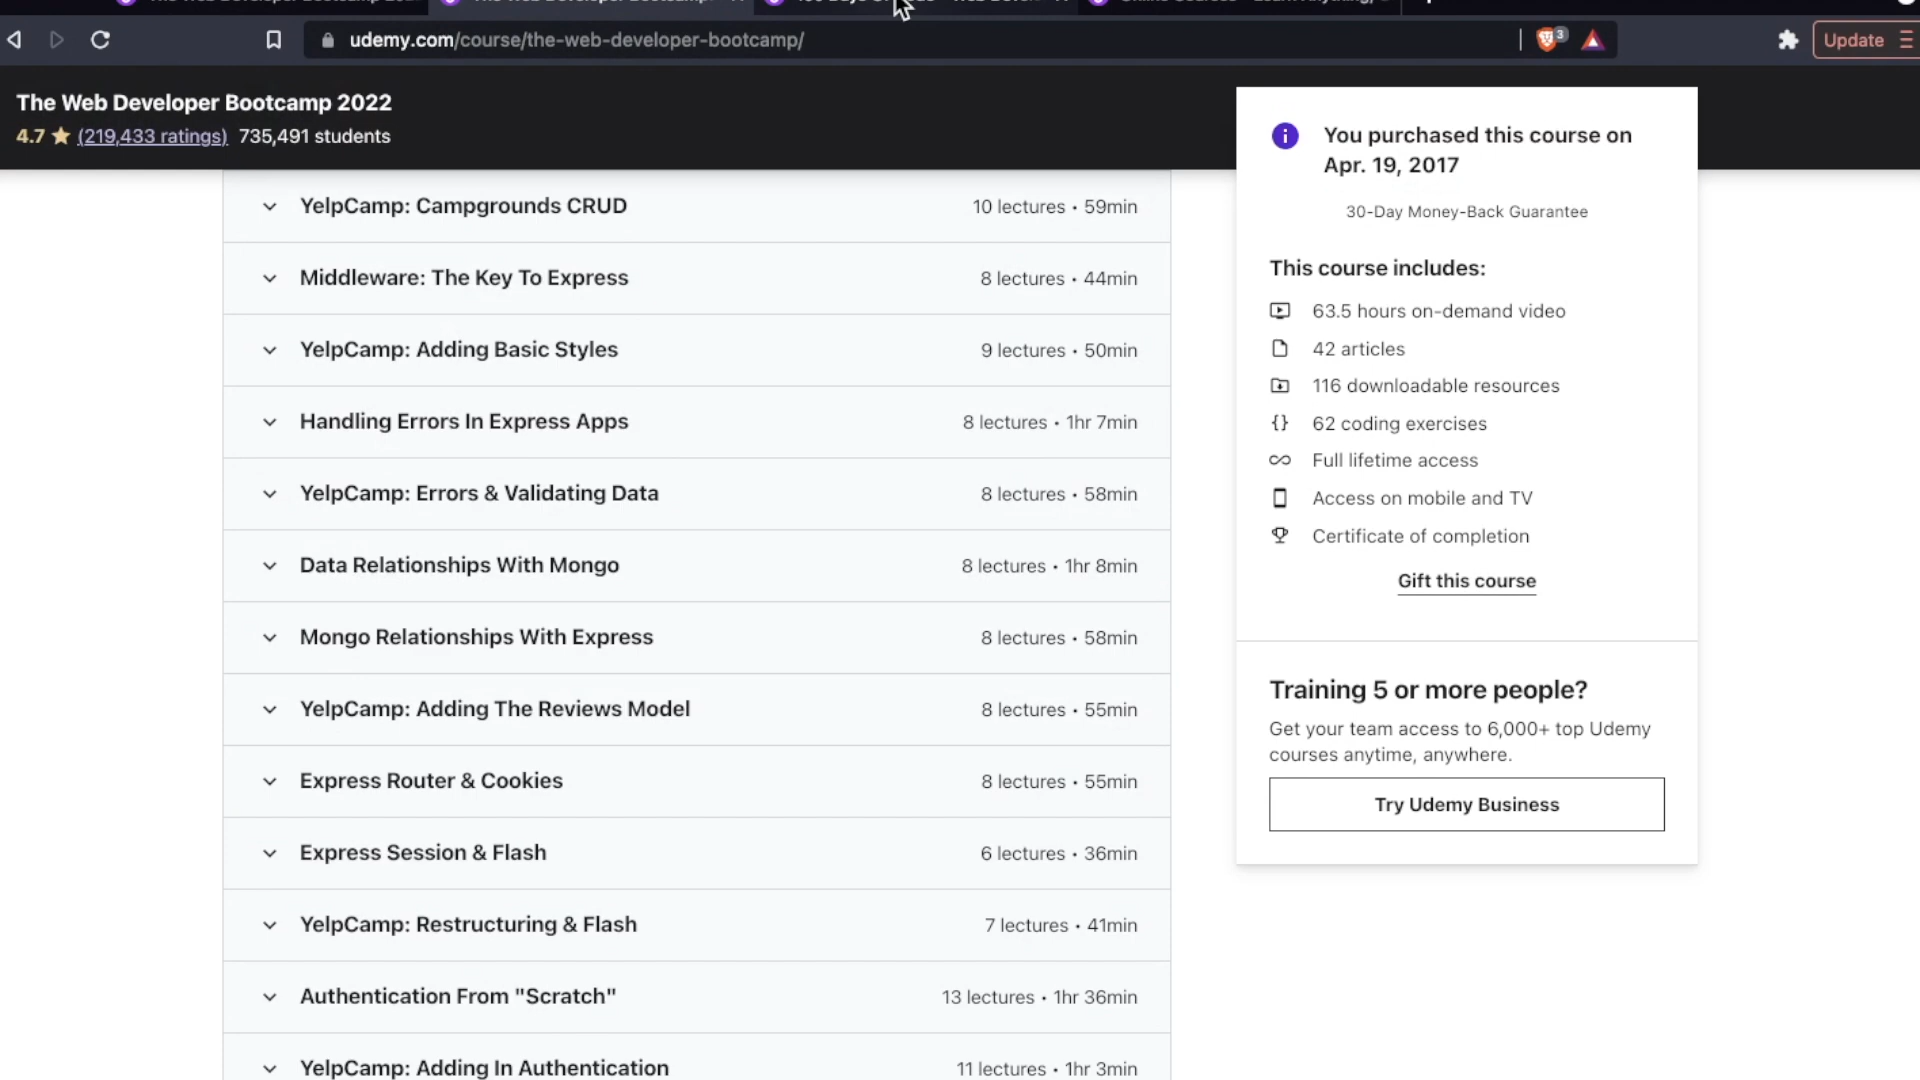 udemy.com/course/the-web-developer-bootcamp/
3
Update
The Web Developer Bootcamp 2022
4.7 (219,433 ratings) 735,491 students
YelpCamp: Campgrounds CRUD
10 lectures • 59min
Middleware: The Key To Express
8 lectures • 44min
YelpCamp: Adding Basic Styles
9 lectures • 50min
Handling Errors In Express Apps
8 lectures • 1hr 7min
YelpCamp: Errors & Validating Data
8 lectures • 58min
Data Relationships With Mongo
8 lectures • 1hr 8min
Mongo Relationships With Express
8 lectures • 58min
YelpCamp: Adding The Reviews Model
8 lectures • 55min
Express Router & Cookies
8 lectures • 55min
Express Session & Flash
6 lectures • 36min
YelpCamp: Restructuring & Flash
7 lectures • 41min
Authentication From "Scratch"
13 lectures • 1hr 36min
YelpCamp: Adding In Authentication
11 lectures • 1hr 3min
You purchased this course on
Apr. 19, 2017
30-Day Money-Back Guarantee
This course includes:
63.5 hours on-demand video
42 articles
116 downloadable resources
62 coding exercises
Full lifetime access
Access on mobile and TV
Certificate of completion
Gift this course
Training 5 or more people?
Get your team access to 6,000+ top Udemy
courses anytime, anywhere.
Try Udemy Business